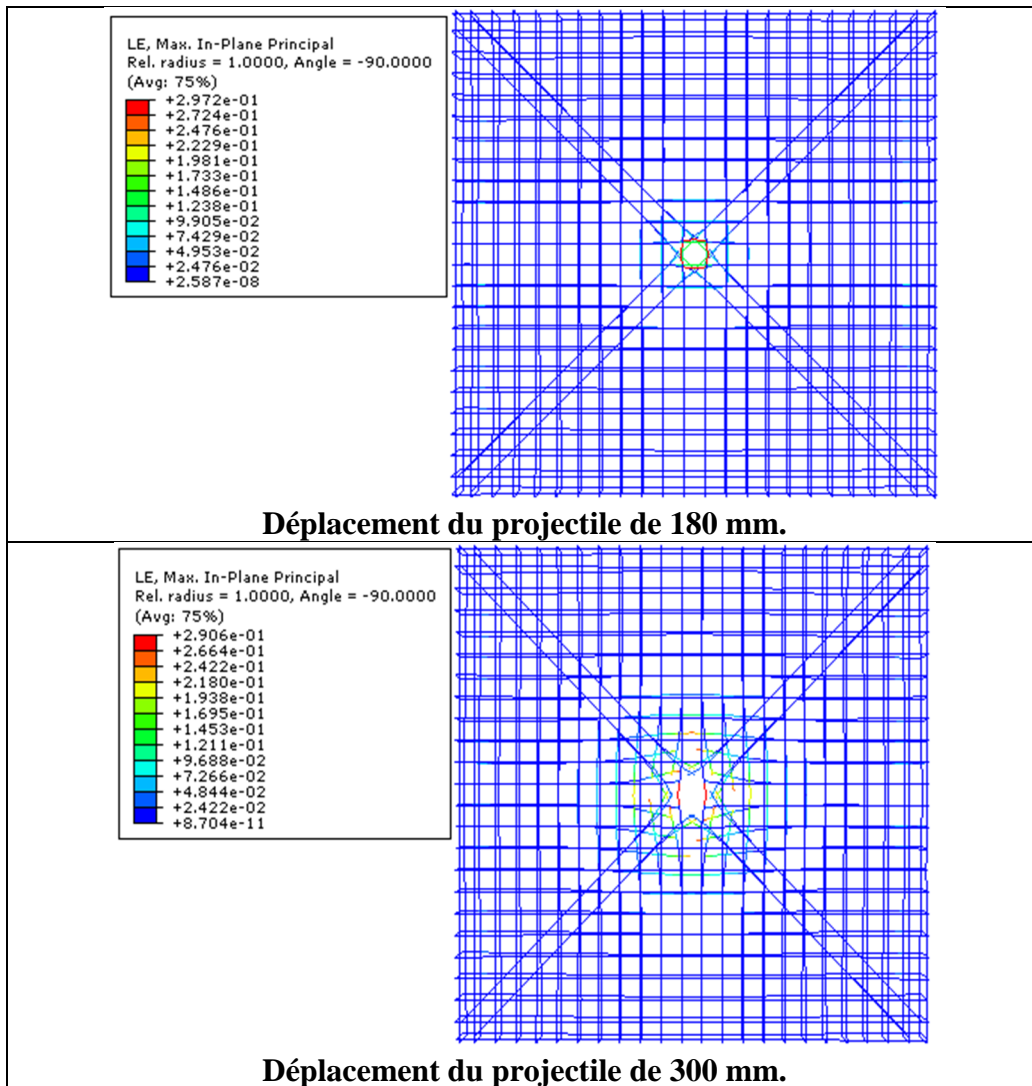 LE, Max. In-Plane Principal
Rel. radius = 1.0000, Angle = -90.0000
(Avg: 75%)
+2.972e-01
+2.724e-01
+2.476e-01
+2.229e-01
+1.981e-01
+1.733e-01
+1.486e-01
+1.238e-01
+9.905e-02
+7.429e-02
+4.953e-02
+2.476e-02
+2.587e-08
Déplacement du projectile de 180 mm.
LE, Max. In-Plane Principal
Rel. radius = 1.0000, Angle = -90.0000
(Avg: 75%)
+2.906e-01
+2.664e-01
+2.422e-01
+2.180e-01
+1.938e-01
+1.695e-01
+1.453e-01
+1.211e-01
+9.688e-02
+7.266e-02
+4.844e-02
+2.422e-02
+8.704e-11
Déplacement du projectile de 300 mm.